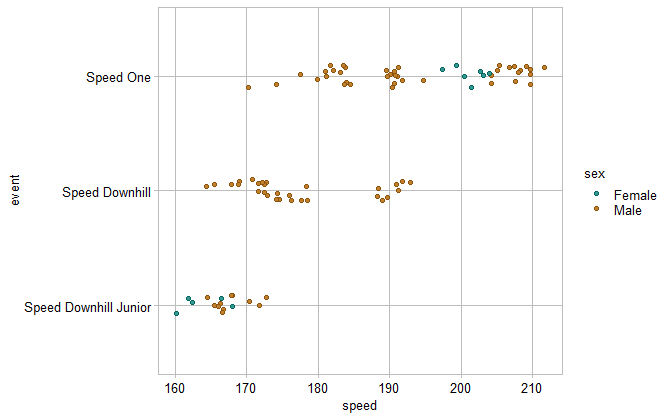 Speed One
Speed Downhill
Speed Downhill Junior
event
160 170 180 190 200 210
speed
sex
Female
Male